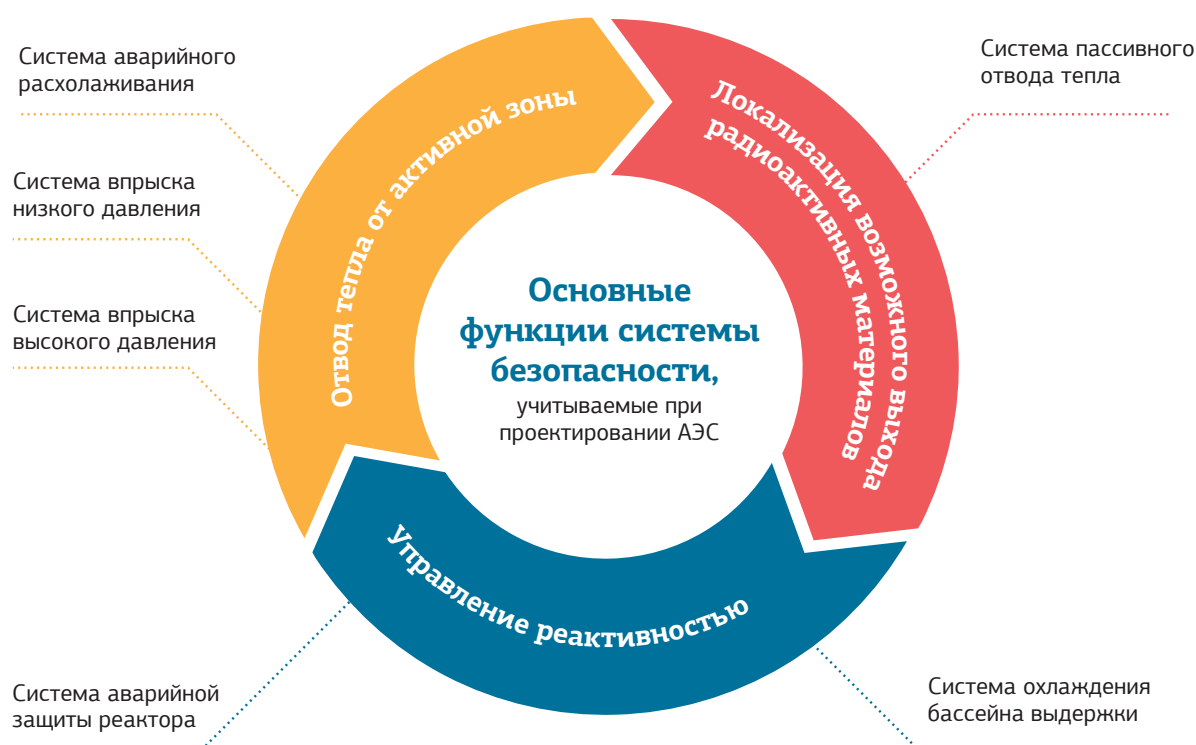 Система аварийного
расхолаживания
Система впрыска
низкого давления
Система впрыска
высокого давления
Отвод тепла от активной зоны
Локализация возможного выхода
радиоактивных материалов
Система пассивного
отвода тепла
Основные
функции системы
безопасности,
учитываемые при
проектировании АЭС
Управление реактивностью
Система аварийной
защиты реактора
Система охлаждения
бассейна выдержки